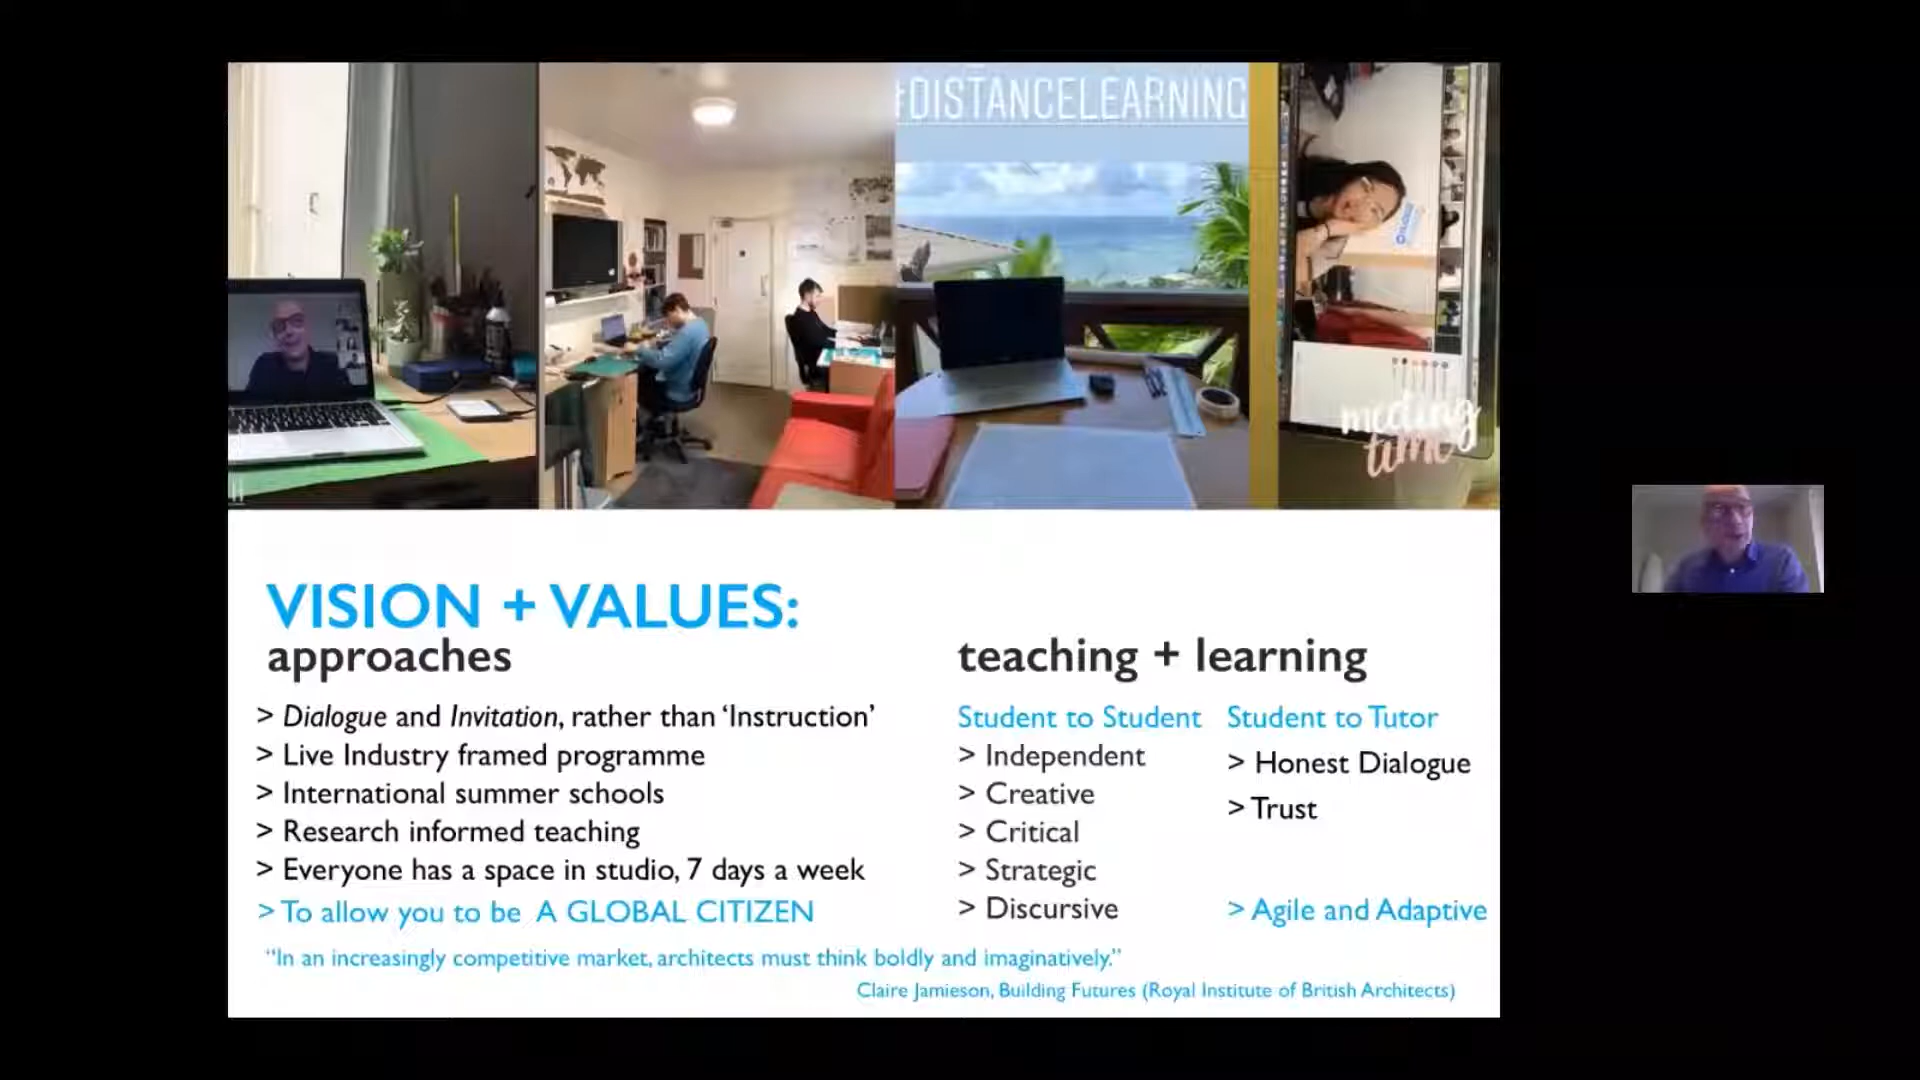 #DISTANCELEARNING
meeting
time
VISION + VALUES:
approaches
> Dialogue and Invitation, rather than ‘Instruction’
> Live Industry framed programme
> International summer schools
> Research informed teaching
> Everyone has a space in studio, 7 days a week
> To allow you to be A GLOBAL CITIZEN
teaching + learning
Student to Student
> Independent
> Creative
> Critical
> Strategic
> Discursive
Student to Tutor
> Honest Dialogue
> Trust
> Agile and Adaptive
“In an increasingly competitive market, architects must think boldly and imaginatively.”
Claire Jamieson, Building Futures (Royal Institute of British Architects)